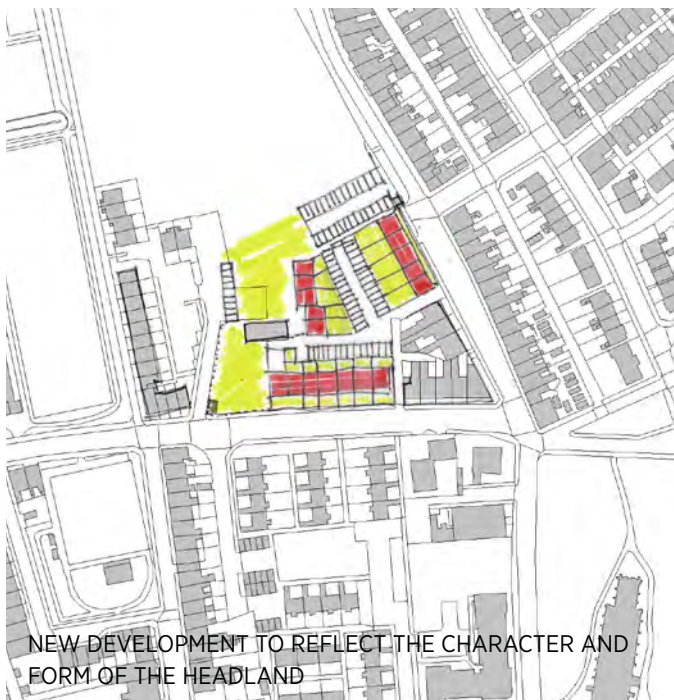 NEW DEVELOPMENT TO REFLECT THE CHARACTER AND
FORM OF THE HEADLAND